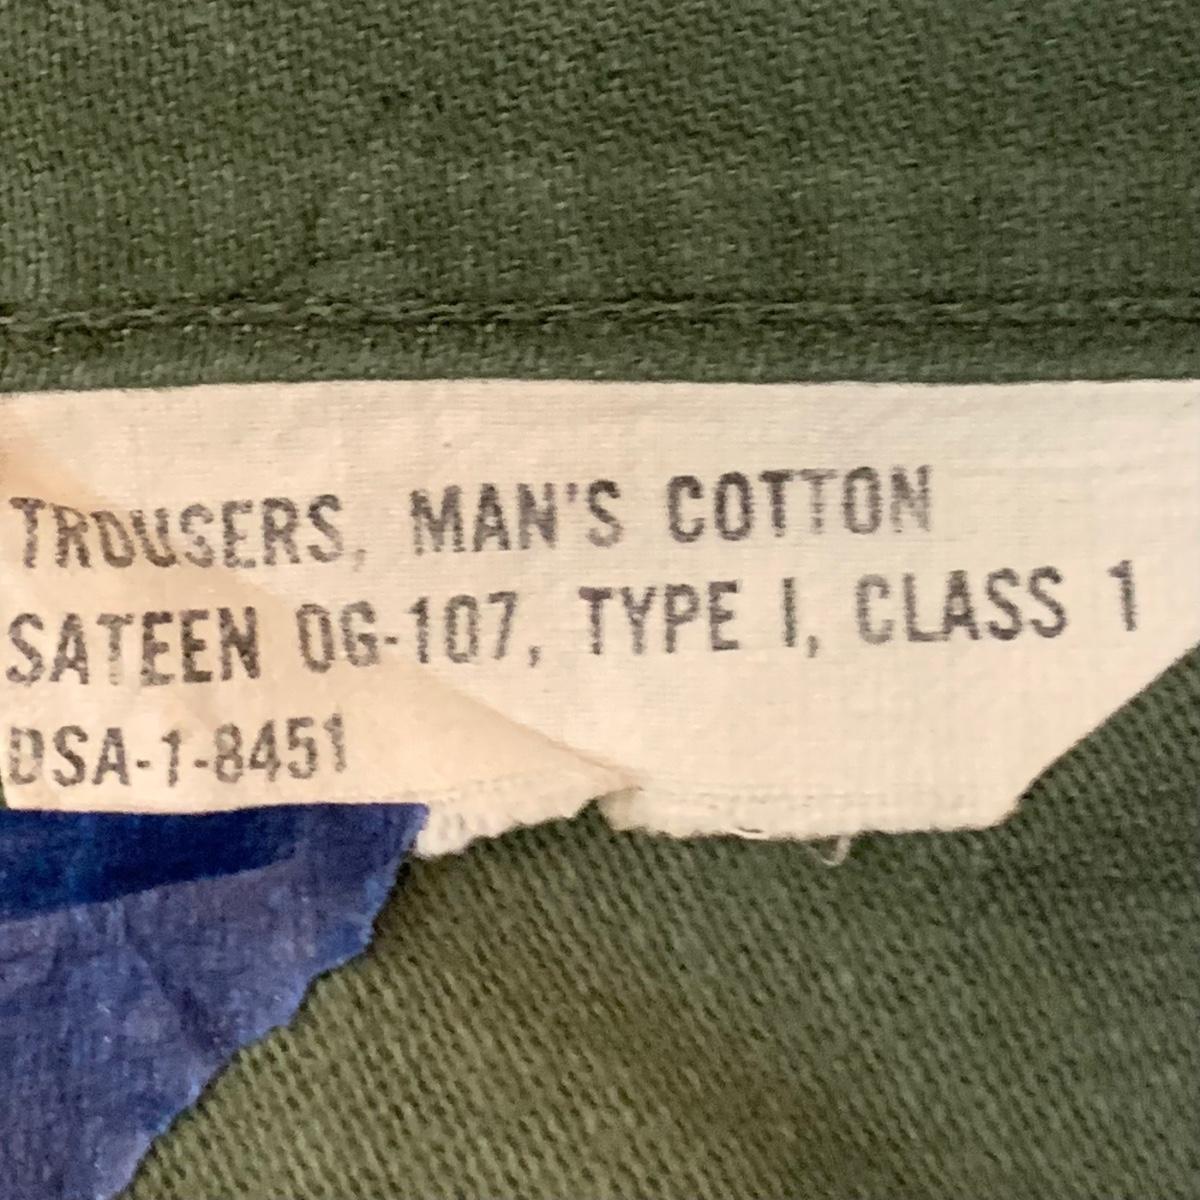 TROUSERS, MAN'S COTTON
SATEEN OG-107, TYPE I, CLASS 1
DSA-1-8451